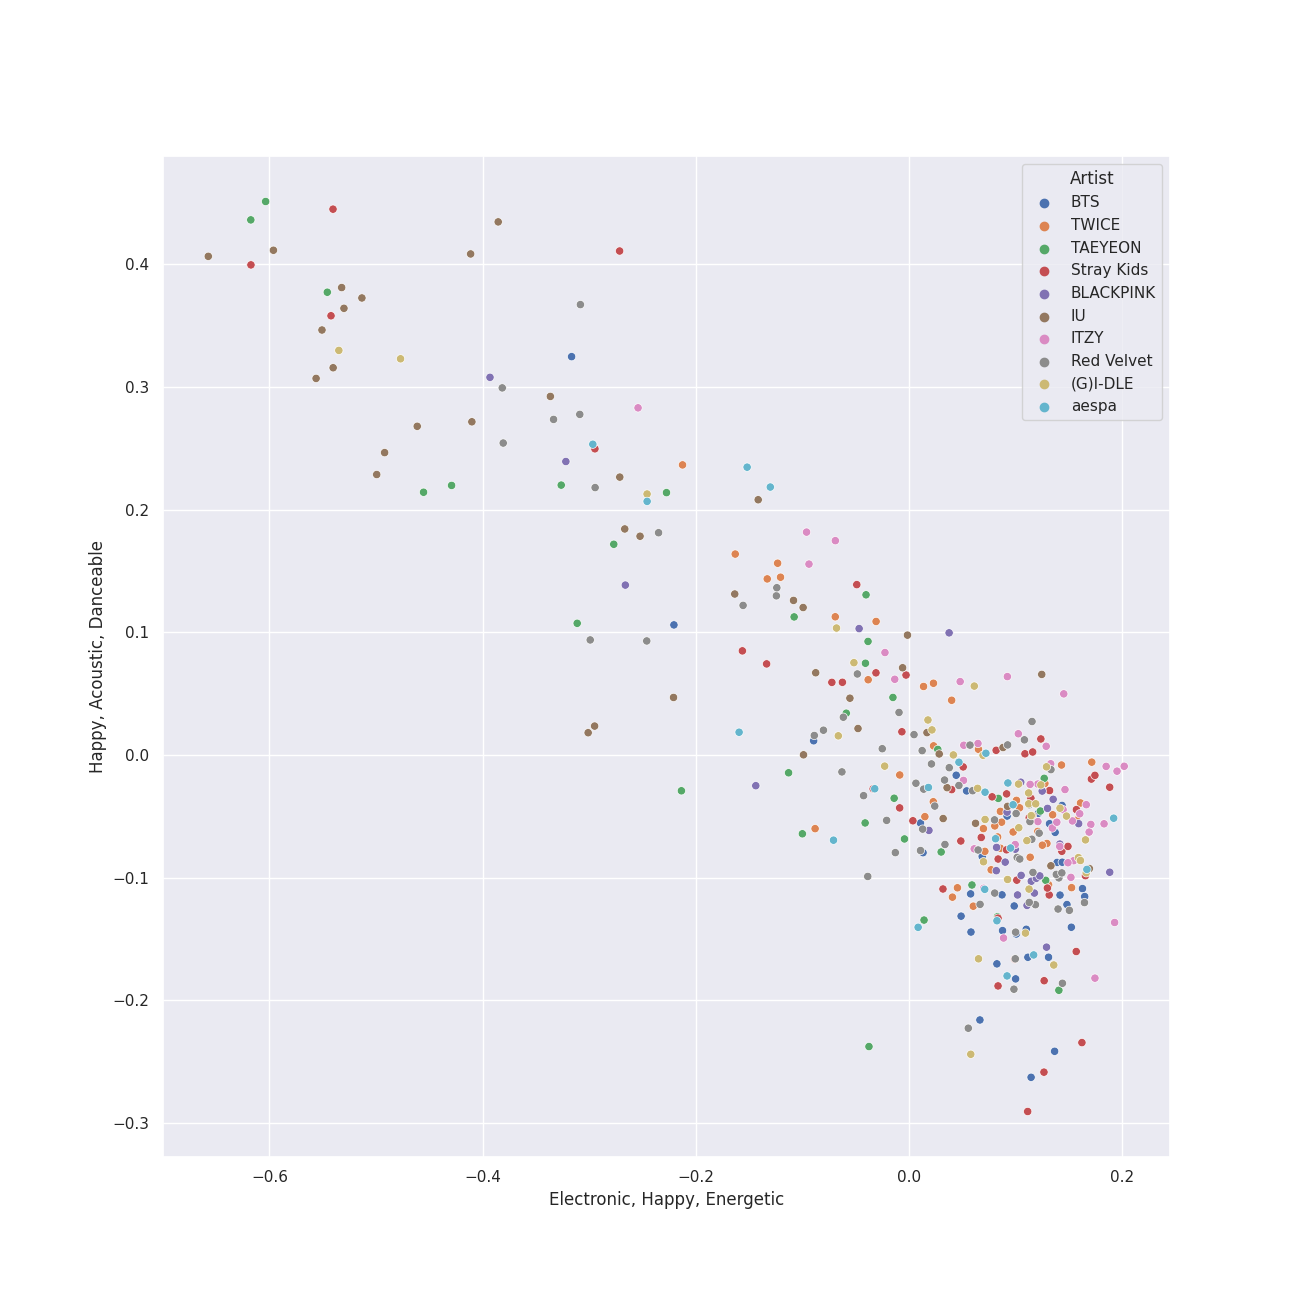 Artist
BTS
TWICE
TAEYEON
Stray Kids
BLACKPINK
IU
ITZY
Red Velvet
(G)I-DLE
aespa
Happy, Acoustic, Danceable
0.4
0.3
0.2
0.1
0.0
−0.1
−0.2
−0.3
−0.6 −0.4 −0.2 0.0 0.2
Electronic, Happy, Energetic